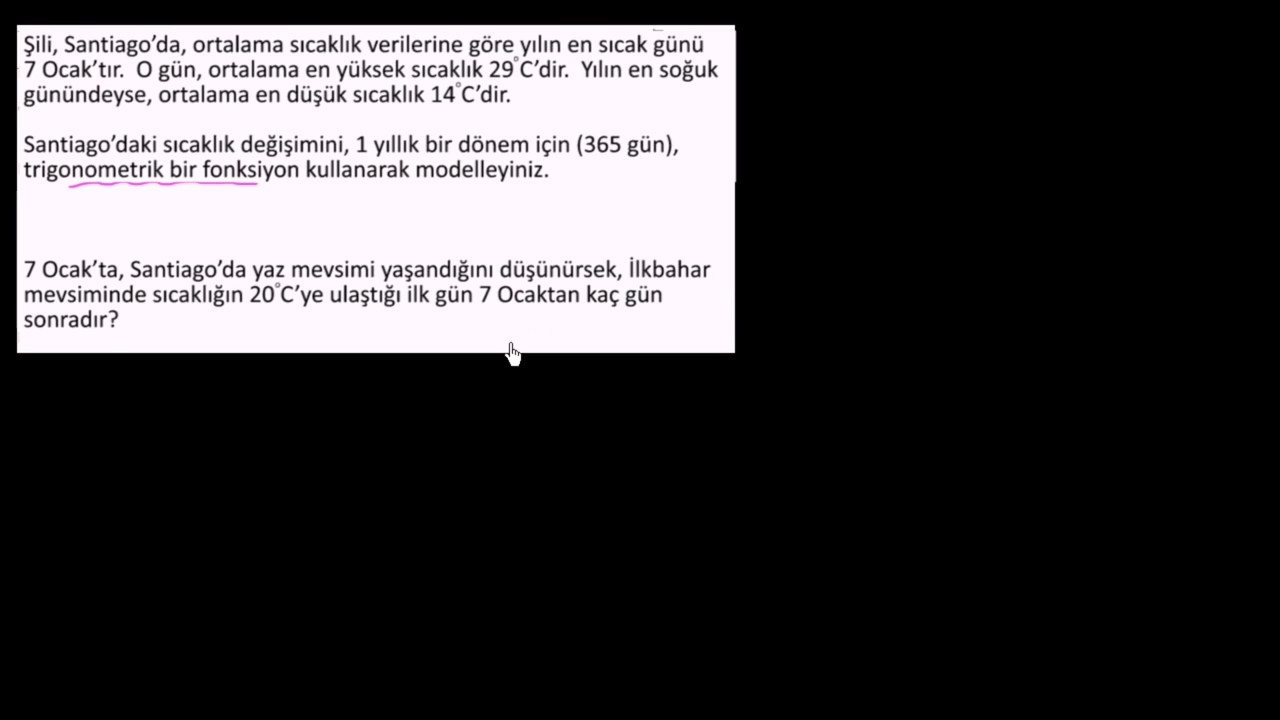 Şili, Santiago'da, ortalama sıcaklık verilerine göre yılın en sıcak günü
7 Ocak'tır. O gün, ortalama en yüksek sıcaklık 29°C'dir. Yılın en soğuk
günündeyse, ortalama en düşük sıcaklık 14°C'dir.
Santiago'daki sıcaklık değişimini, 1 yıllık bir dönem için (365 gün),
trigonometrik bir fonksiyon kullanarak modelleyiniz.
7 Ocak'ta, Santiago'da yaz mevsimi yaşandığını düşünürsek, İlkbahar
mevsiminde sıcaklığın 20°C'ye ulaştığı ilk gün 7 Ocaktan kaç gün
sonradır?